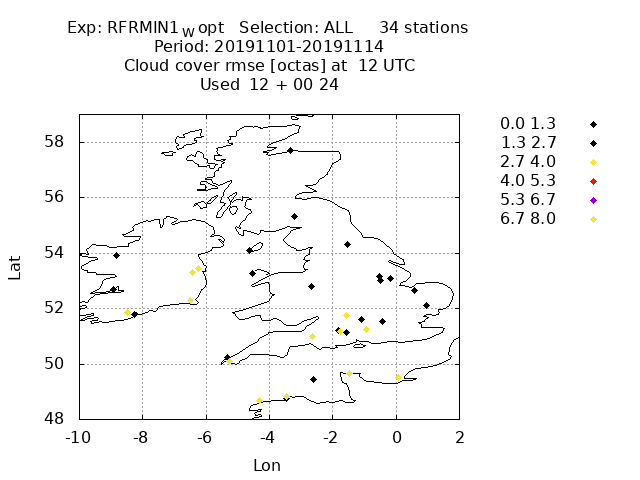 Exp: RFRMIN1wopt   Selection: ALL     34 stations
Period: 20191101-20191114
Cloud cover rmse [octas] at  12 UTC
Used  12 + 00 24
0.0 1.3
1.3 2.7
2.7 4.0
4.0 5.3
5.3 6.7
6.7 8.0
58
56
54
52
50
48
Lat
-10 -8 -6 -4 -2 0 2
Lon